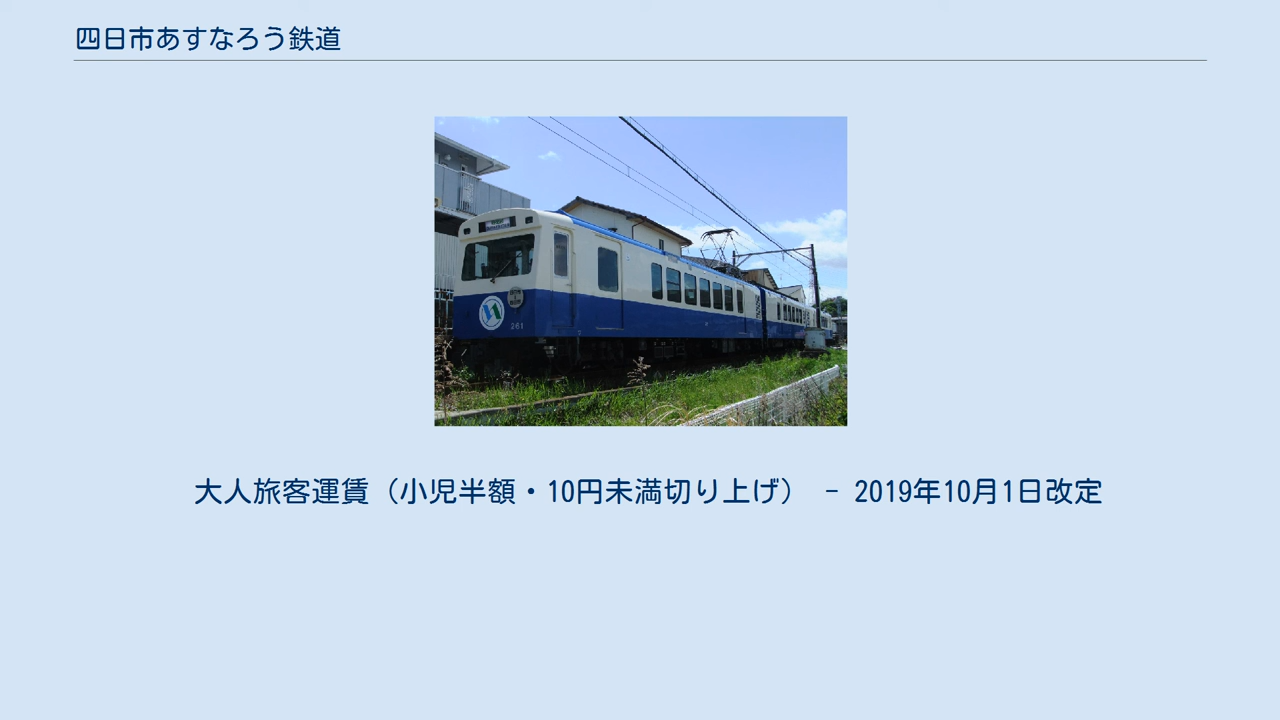 四日市あすなろう鉄道
261
大人旅客運賃（小児半額・10円未満切り上げ） - 2019年10月1日改定